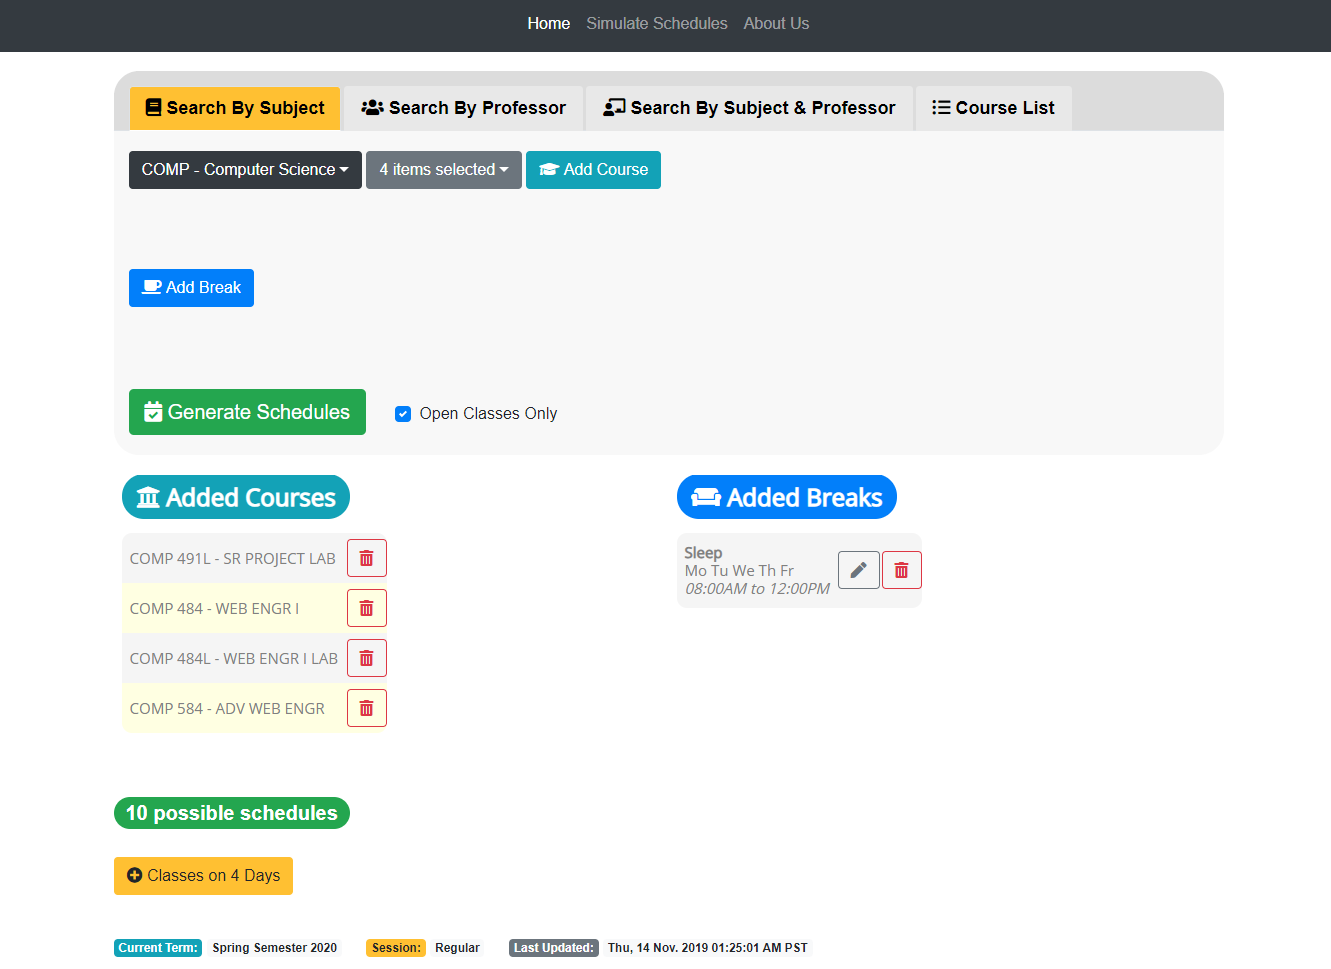 Home Simulate Schedules About Us
Search By Subject Search By Professor Search By Subject & Professor Course List
COMP - Computer Science 4 items selected Add Course
Add Break
Generate Schedules Open Classes Only
Added Courses
COMP 491L - SR PROJECT LAB
COMP 484 - WEB ENGR I
COMP 484L - WEB ENGR I LAB
COMP 584 - ADV WEB ENGR
Added Breaks
Sleep
Mo Tu We Th Fr
08:00AM to 12:00PM
10 possible schedules
Classes on 4 Days
Current Term: Spring Semester 2020 Session: Regular Last Updated: Thu, 14 Nov. 2019 01:25:01 AM PST